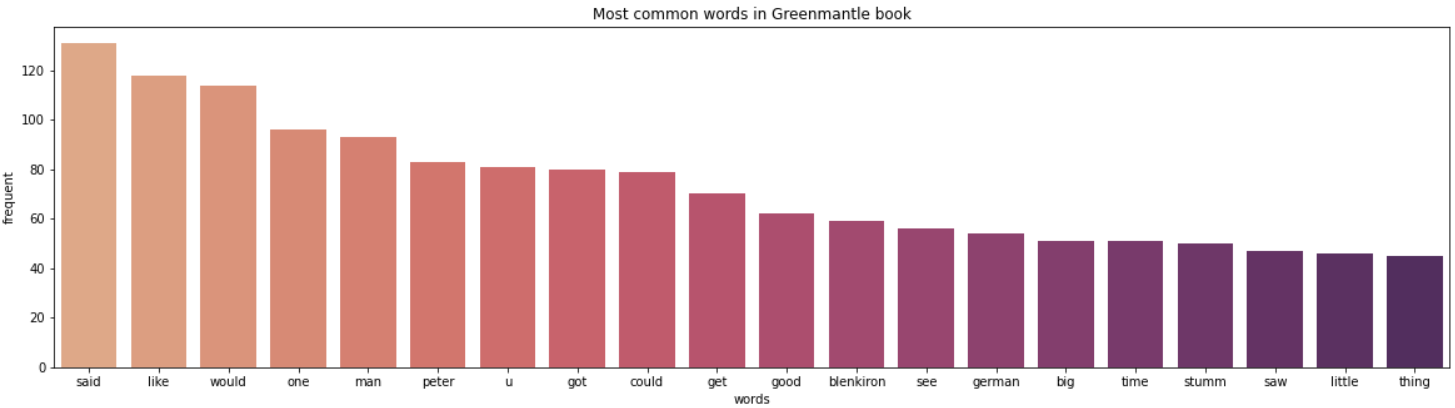 Most common words in Greenmantle book
frequent
120
100
80
60
40
20
0
said like would one man peter u got could get good blenkiron see german big time stumm saw little thing
words